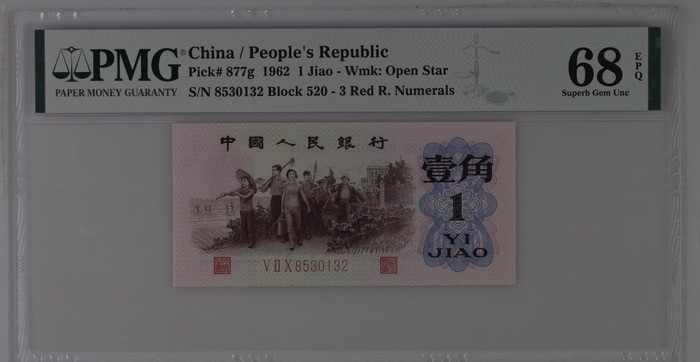 PMG
PAPER MONEY GUARANTY
China / People's Republic
Pick# 877g 1962 1 Jiao - Wmk: Open Star
S/N 8530132 Block 520 - 3 Red R. Numerals
68
EPQ
Superb Gem Unc
中國人民銀行
壹角
1
YI
JIAO
V II X 8530132